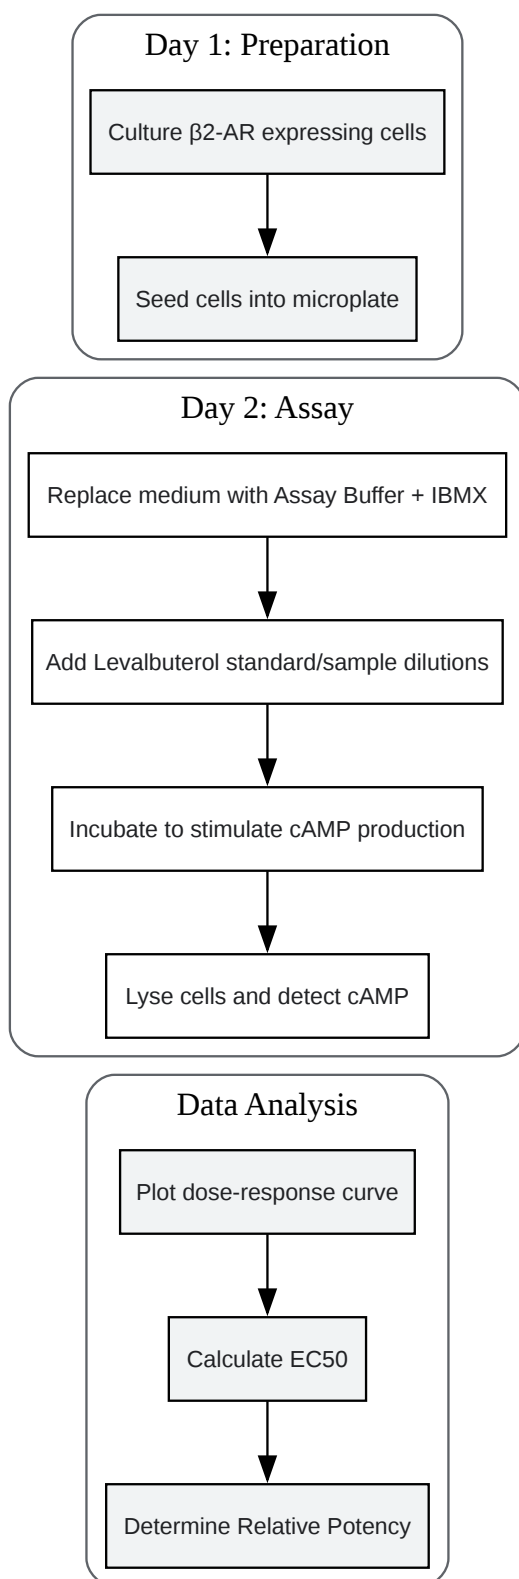 Day 1: Preparation
Culture β2-AR expressing cells
Seed cells into microplate
Day 2: Assay
Replace medium with Assay Buffer + IBMX
Add Levalbuterol standard/sample dilutions
Incubate to stimulate cAMP production
Lyse cells and detect cAMP
Data Analysis
Plot dose-response curve
Calculate EC50
Determine Relative Potency